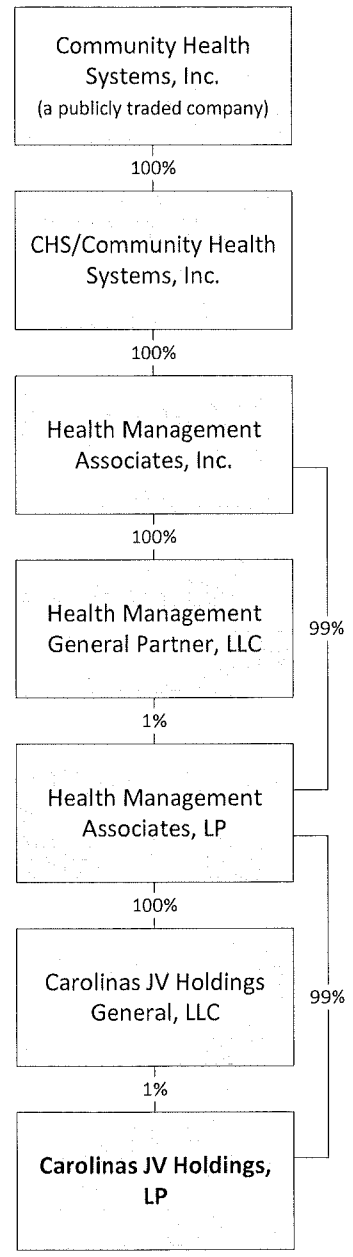 Community Health
Systems, Inc.
(a publicly traded company)
100%
CHS/Community Health
Systems, Inc.
100%
Health Management
Associates, Inc.
100%
Health Management
General Partner, LLC
99%
1%
Health Management
Associates, LP
100%
Carolinas JV Holdings
General, LLC
99%
1%
Carolinas JV Holdings,
LP